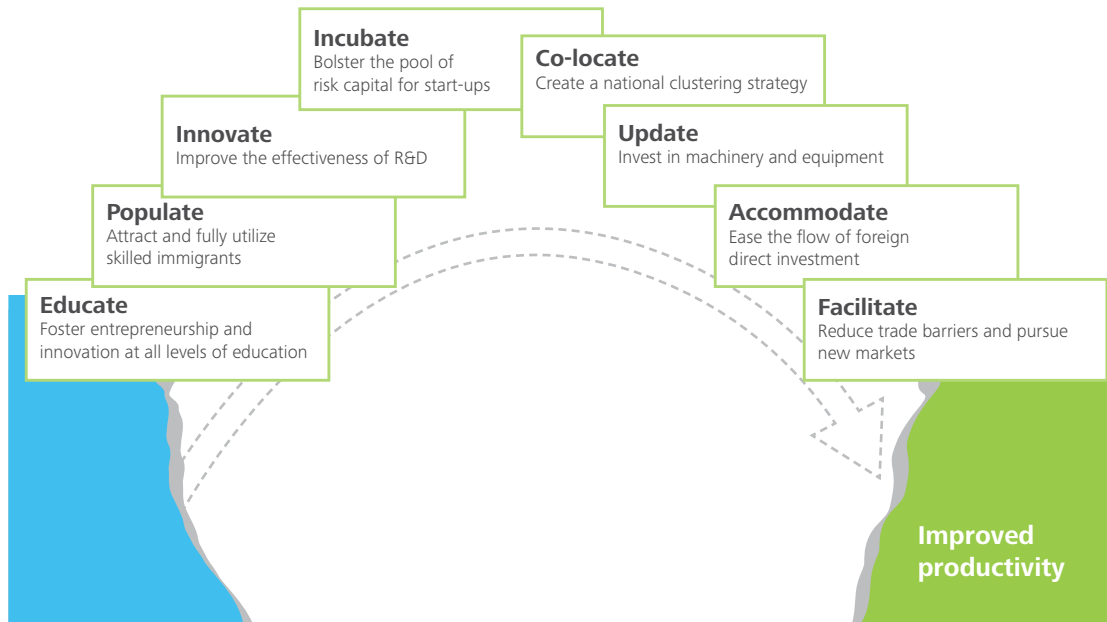 Incubate
Bolster the pool of
risk capital for start-ups
Co-locate
Create a national clustering strategy
Innovate
Improve the effectiveness of R&D
Update
Invest in machinery and equipment
Populate
Attract and fully utilize
skilled immigrants
Accommodate
Ease the flow of foreign
direct investment
Educate
Foster entrepreneurship and
innovation at all levels of education
Facilitate
Reduce trade barriers and pursue
new markets
Improved
productivity